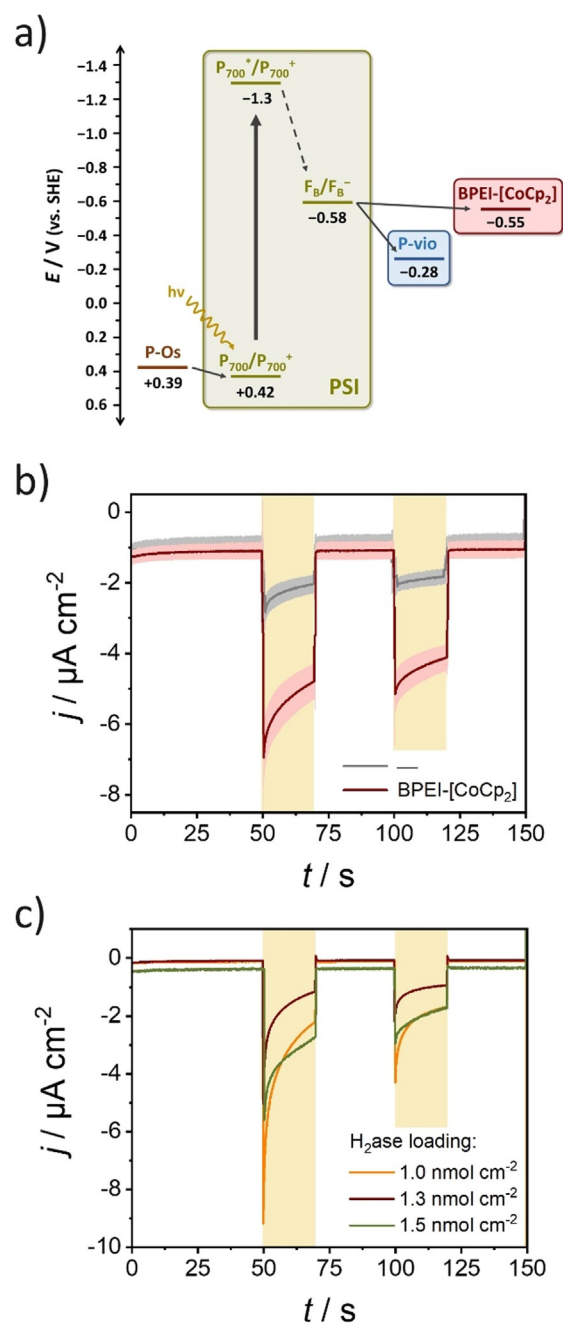 a)
E / V (vs. SHE)
−1.4
−1.2
−1.0
−0.8
−0.6
−0.4
−0.2
0.0
0.2
0.4
0.6
P₇₀₀*/P₇₀₀⁺
−1.3
F_B/F_B⁻
−0.58
BPEI-[CoCp₂]
−0.55
P-vio
−0.28
hν
P-Os
+0.39
P₇₀₀/P₇₀₀⁺
+0.42
PSI
b)
j / µA cm⁻²
0
−2
−4
−6
−8
—
BPEI-[CoCp₂]
0 25 50 75 100 125 150
t / s
c)
j / µA cm⁻²
0
−2
−4
−6
−8
−10
H₂ase loading:
1.0 nmol cm⁻²
1.3 nmol cm⁻²
1.5 nmol cm⁻²
0 25 50 75 100 125 150
t / s